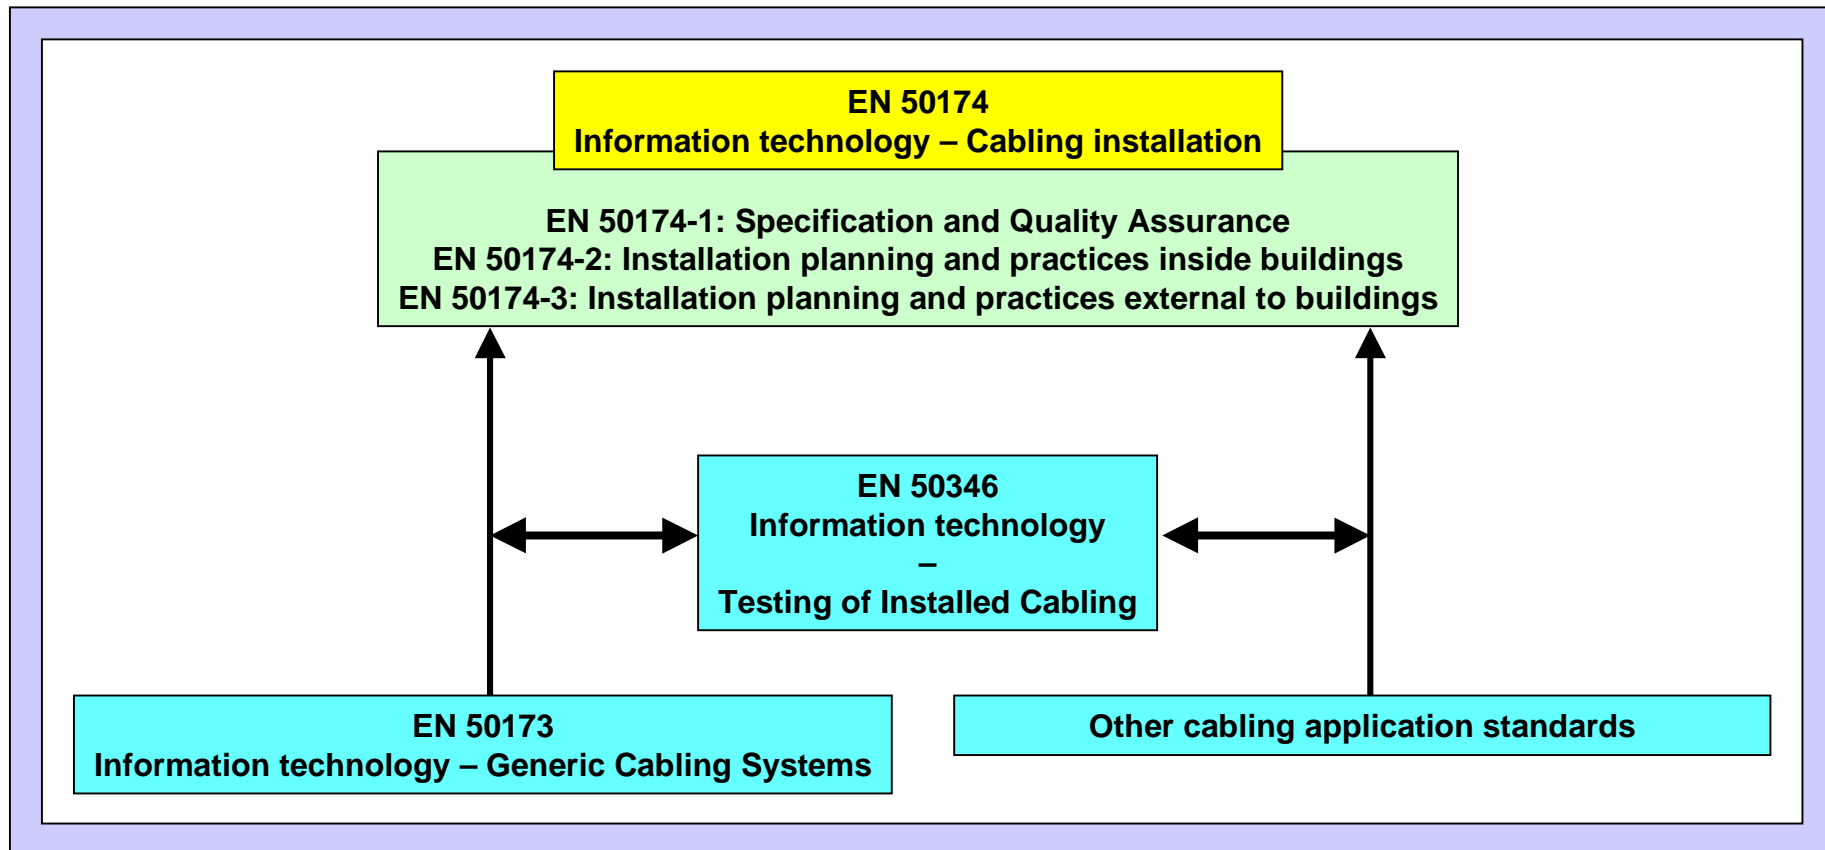 EN 50174
Information technology – Cabling installation
EN 50174-1: Specification and Quality Assurance
EN 50174-2: Installation planning and practices inside buildings
EN 50174-3: Installation planning and practices external to buildings
EN 50346
Information technology
–
Testing of Installed Cabling
EN 50173
Information technology – Generic Cabling Systems
Other cabling application standards